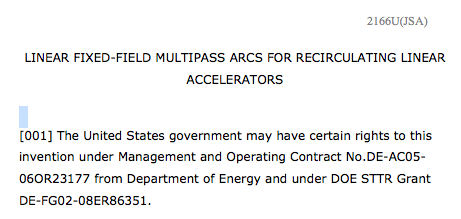 2166U(JSA)
LINEAR FIXED-FIELD MULTIPASS ARCS FOR RECIRCULATING LINEAR
ACCELERATORS
[001] The United States government may have certain rights to this
invention under Management and Operating Contract No.DE-AC05-
06OR23177 from Department of Energy and under DOE STTR Grant
DE-FG02-08ER86351.